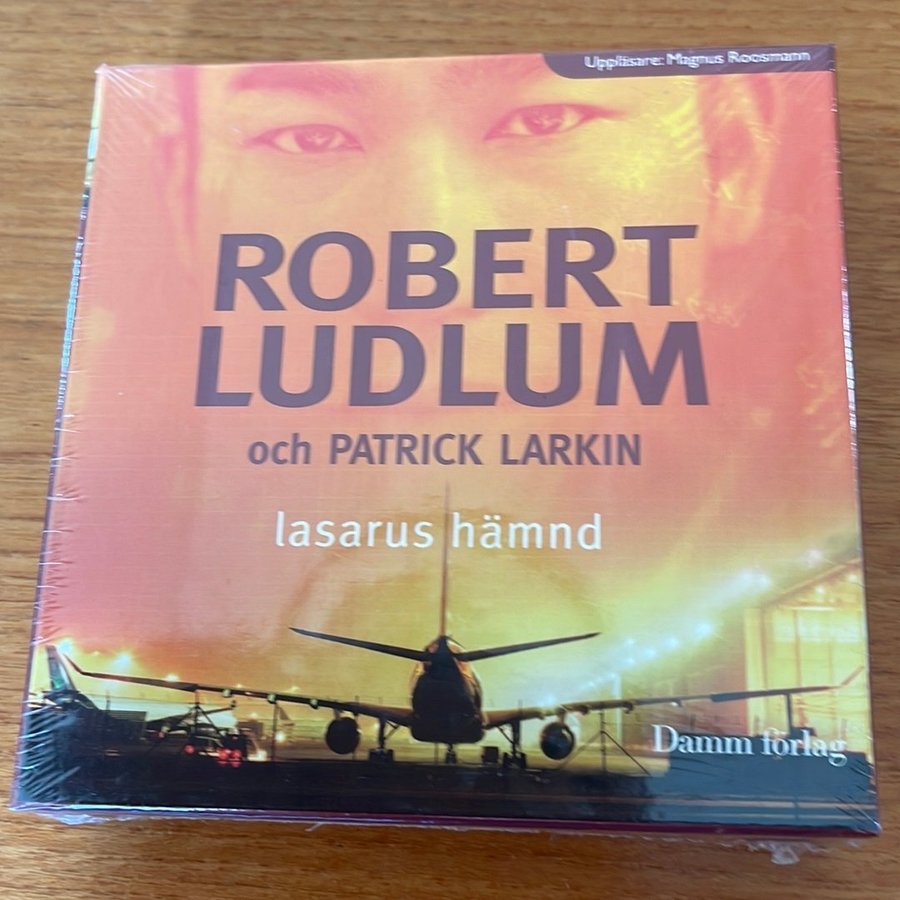 Uppläsare: Magnus Roosmann
ROBERT
LUDLUM
och PATRICK LARKIN
lasarus hämnd
Damm förlag